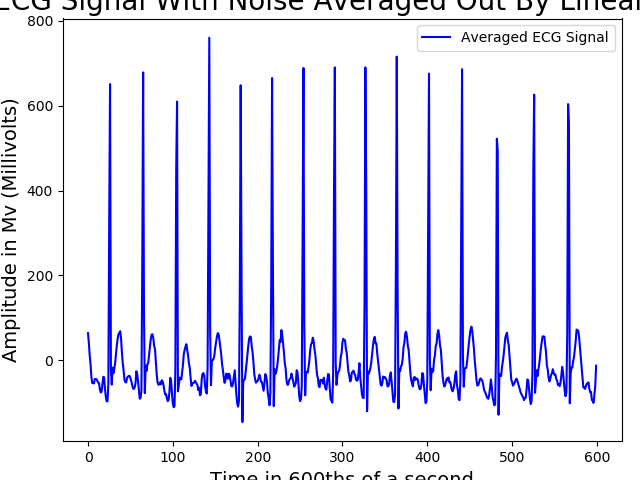 ECG Signal With Noise Averaged Out By Linear
Averaged ECG Signal
Amplitude in Mv (Millivolts)
800
600
400
200
0
0 100 200 300 400 500 600
Time in 600ths of a second